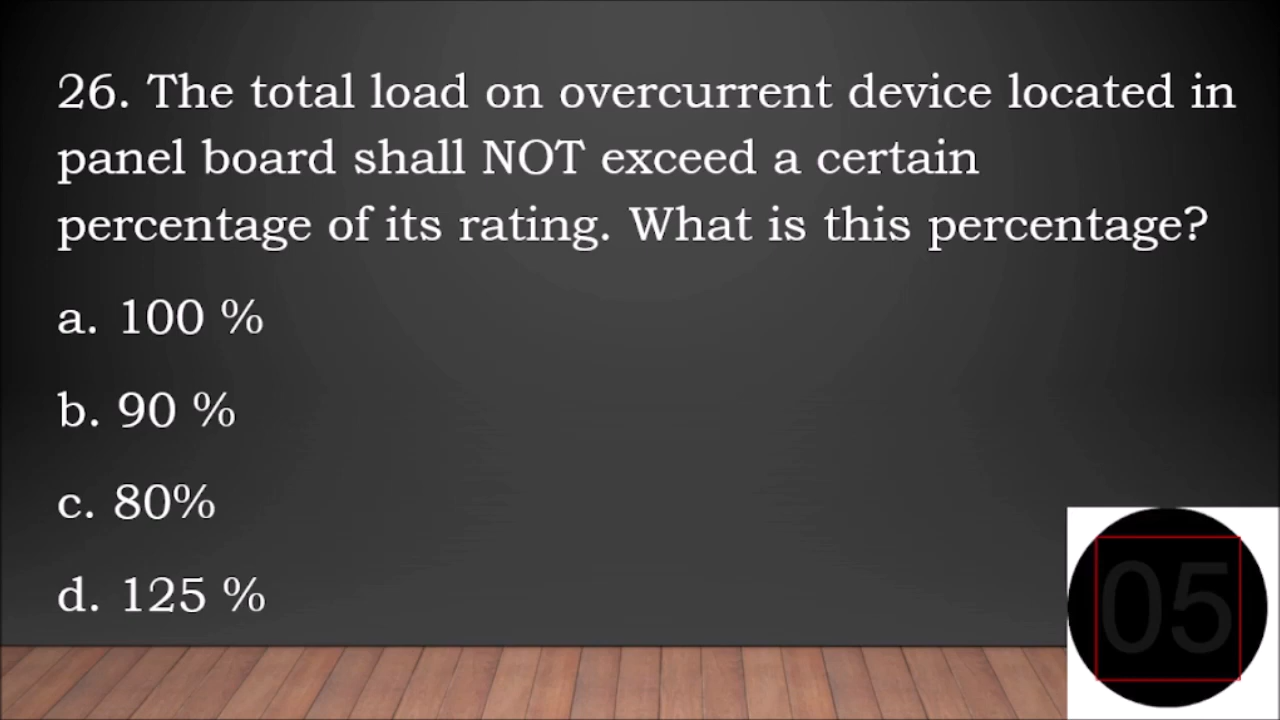 26. The total load on overcurrent device located in
panel board shall NOT exceed a certain
percentage of its rating. What is this percentage?
a. 100 %
b. 90 %
c. 80%
d. 125 %
05